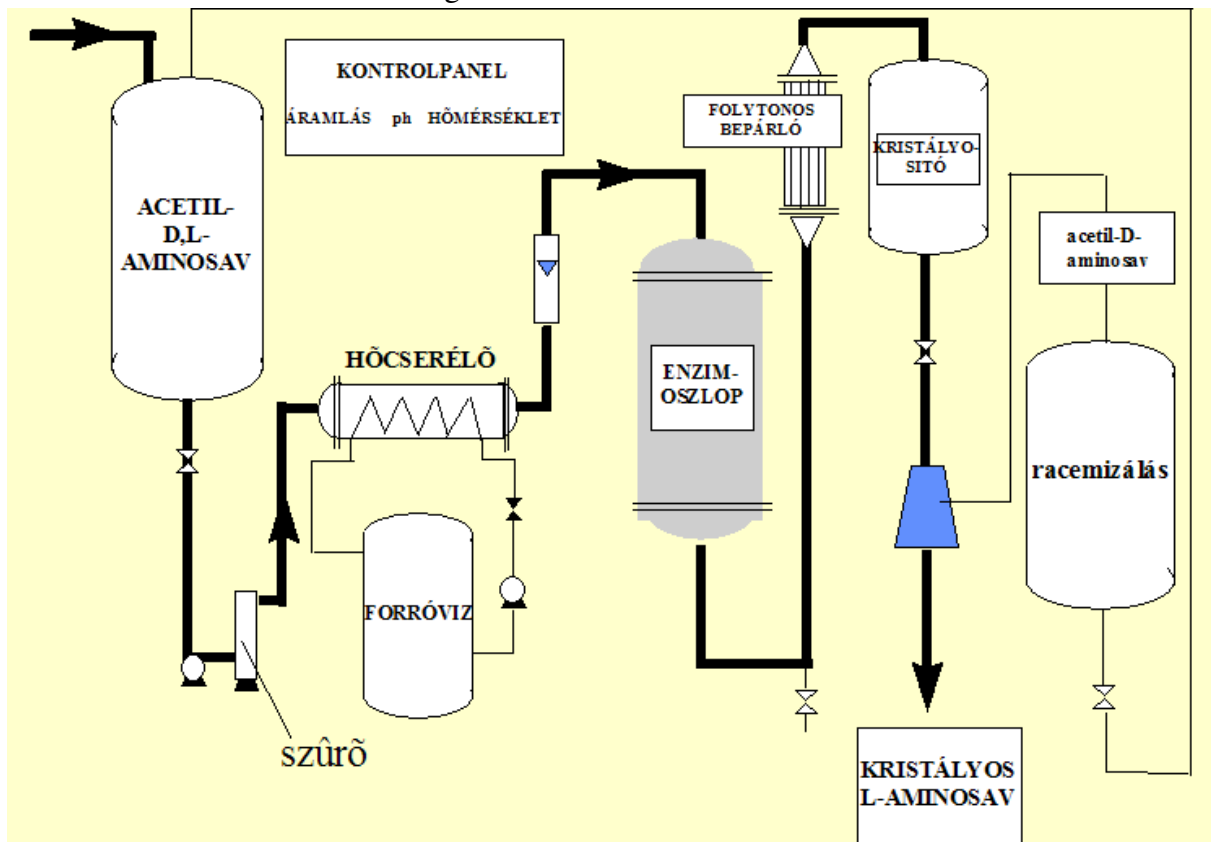 KONTROLPANEL
ÁRAMLÁS ph HÕMÉRSÉKLET
FOLYTONOS
BEPÁRLÓ
KRISTÁLYO-
SITÓ
ACETIL-
D,L-
AMINOSAV
acetil-D-
aminosav
HÕCSERÉLÕ
ENZIM-
OSZLOP
racemizálás
FORRÓVIZ
szûrõ
KRISTÁLYOS
L-AMINOSAV